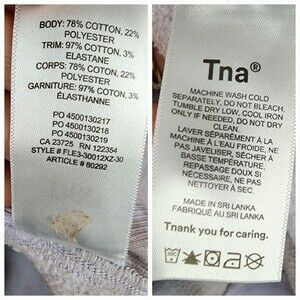 BODY: 78% COTTON, 22%
POLYESTER
TRIM: 97% COTTON, 3%
ELASTANE
CORPS: 78% COTON, 22%
POLYESTER
GARNITURE: 97% COTON, 3%
ÉLASTHANNE
PO 4500130217
PO 4500130218
PO 4500130219
CA 23725 RN 122354
STYLE # FLE3-30012XZ-30
ARTICLE # 80292
Tna®
MACHINE WASH COLD
SEPARATELY, DO NOT BLEACH,
TUMBLE DRY LOW, COOL IRON
ONLY IF NEEDED, DO NOT DRY
CLEAN.
LAVER SÉPARÉMENT À LA
MACHINE À L'EAU FROIDE, NE
PAS JAVELISER, SÉCHER À
BASSE TEMPÉRATURE,
REPASSAGE DOUX SI
NÉCESSAIRE, NE PAS
NETTOYER À SEC.
MADE IN SRI LANKA
FABRIQUÉ AU SRI LANKA
Thank you for caring.